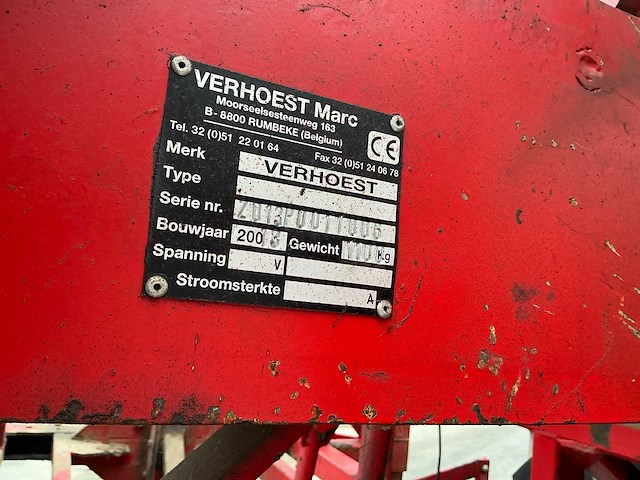 VERHOEST Marc
Moorseelsesteenweg 163
B- 8800 RUMBEKE (Belgium)
Tel. 32 (0)51 22 01 64 Fax 32 (0)51 24 06 78
CE
Merk VERHOEST
Type
Serie nr.
Bouwjaar 200 Gewicht Kg
Spanning V
Stroomsterkte A